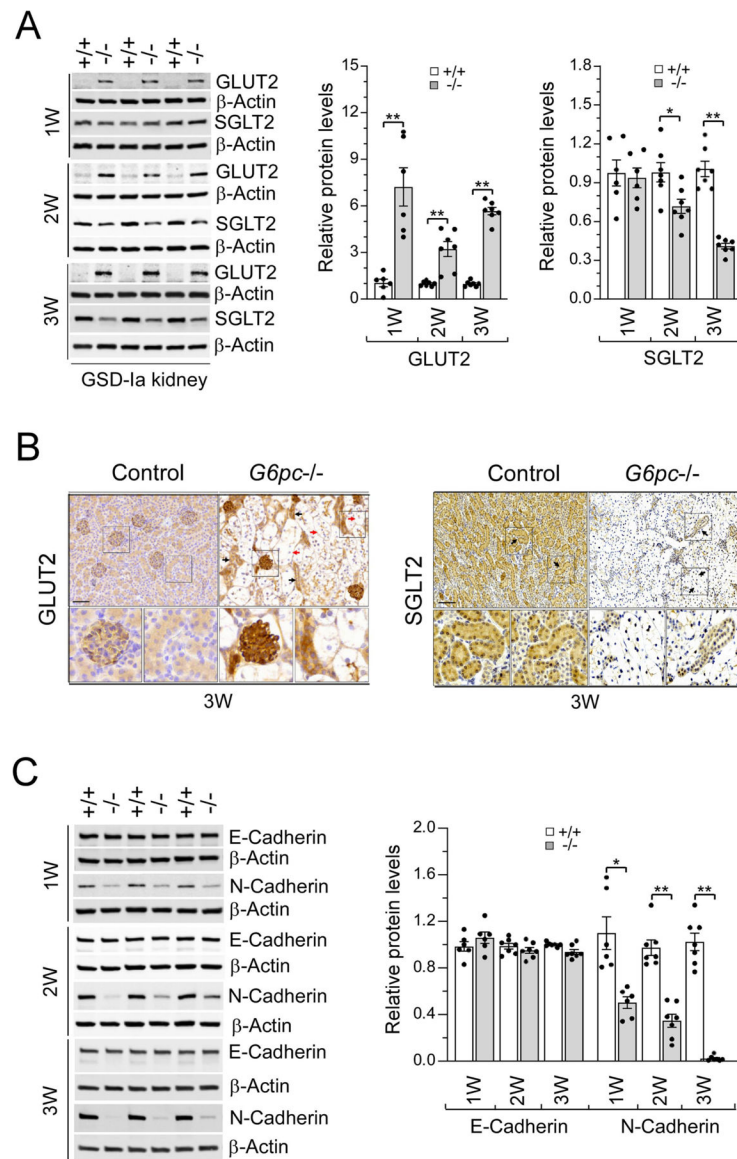 A
+/+ -/- +/+ -/- +/+ -/-
1W
GLUT2
β-Actin
SGLT2
β-Actin
2W
GLUT2
β-Actin
SGLT2
β-Actin
3W
GLUT2
β-Actin
SGLT2
β-Actin
GSD-Ia kidney
Relative protein levels
15
12
9
6
3
0
+/+
-/-
**
**
**
1W 2W 3W
GLUT2
Relative protein levels
1.8
1.5
1.2
0.9
0.6
0.3
0.0
+/+
-/-
*
**
1W 2W 3W
SGLT2
B
Control G6pc-/-
GLUT2
3W
Control G6pc-/-
SGLT2
3W
C
+/+ -/- +/+ -/- +/+ -/-
1W
E-Cadherin
β-Actin
N-Cadherin
β-Actin
2W
E-Cadherin
β-Actin
N-Cadherin
β-Actin
3W
E-Cadherin
β-Actin
N-Cadherin
β-Actin
Relative protein levels
2.0
1.6
1.2
0.8
0.4
0.0
+/+
-/-
*
**
**
1W 2W 3W 1W 2W 3W
E-Cadherin N-Cadherin